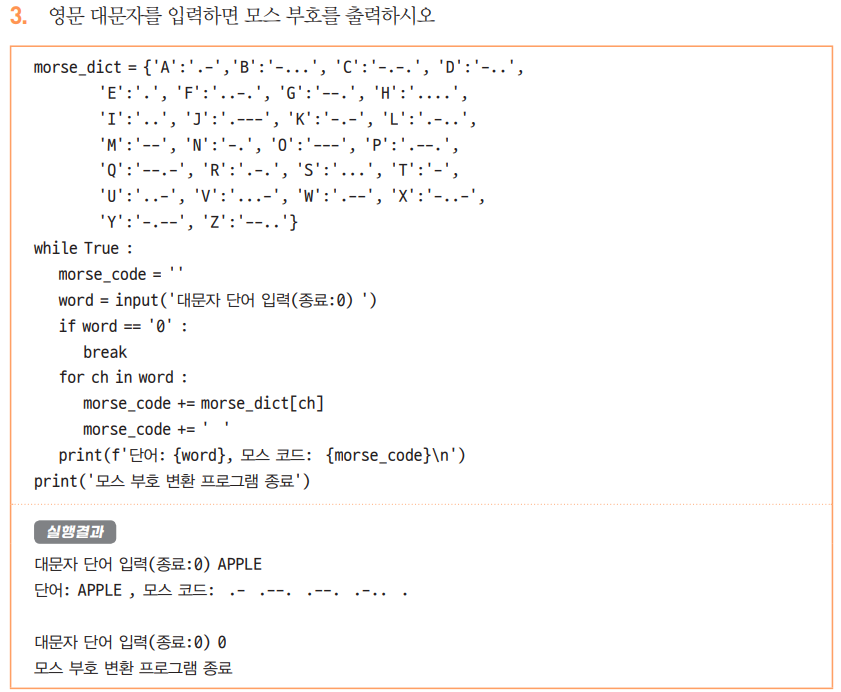 3. 영문 대문자를 입력하면 모스 부호를 출력하시오
morse_dict = {'A':'.-','B':'-...', 'C':'-.-.', 'D':'-..',
'E':'.', 'F':'..-.', 'G':'--.', 'H':'....',
'I':'..', 'J':'.---', 'K':'-.-', 'L':'.-..',
'M':'--', 'N':'-.', 'O':'---', 'P':'.--.',
'Q':'--.-', 'R':'.-.', 'S':'...', 'T':'-',
'U':'..-', 'V':'...-', 'W':'.--', 'X':'-..-',
'Y':'-.--', 'Z':'--..'}
while True :
morse_code = ''
word = input('대문자 단어 입력(종료:0) ')
if word == '0' :
break
for ch in word :
morse_code += morse_dict[ch]
morse_code += ' '
print(f'단어: {word}, 모스 코드: {morse_code}\n')
print('모스 부호 변환 프로그램 종료')
실행결과
대문자 단어 입력(종료:0) APPLE
단어: APPLE , 모스 코드: .- .--. .--. .-.. .
대문자 단어 입력(종료:0) 0
모스 부호 변환 프로그램 종료